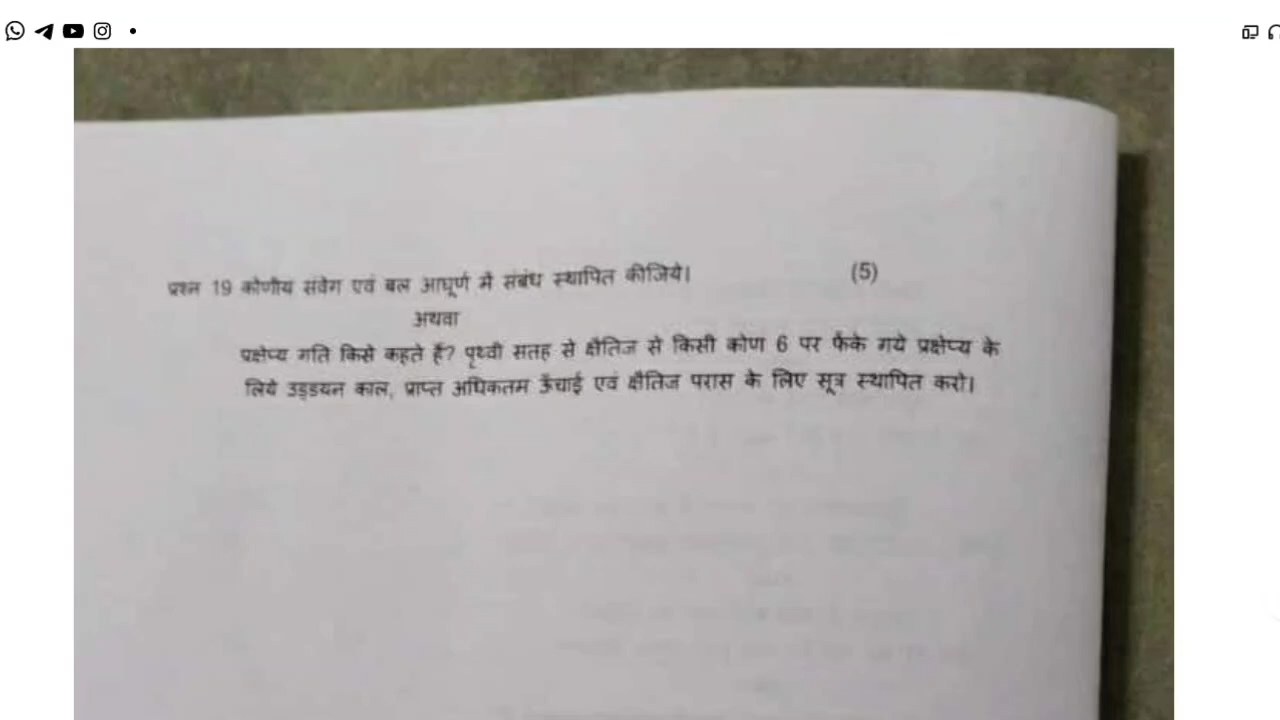 प्रश्न 19 कोणीय संवेग एवं बल आघूर्ण में संबंध स्थापित कीजिये। (5)
अथवा
प्रक्षेप्य गति किसे कहते हैं? पृथ्वी सतह से क्षैतिज से किसी कोण 6 पर फेंके गये प्रक्षेप्य के
लिये उड्डयन काल, प्राप्त अधिकतम ऊँचाई एवं क्षैतिज परास के लिए सूत्र स्थापित करो।